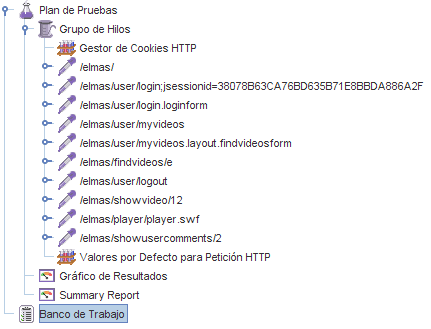 Plan de Pruebas
Grupo de Hilos
Gestor de Cookies HTTP
/elmas/
/elmas/user/login;jsessionid=38078B63CA76BD635B71E8BBDA886A2F
/elmas/user/login.loginform
/elmas/user/myvideos
/elmas/user/myvideos.layout.findvideosform
/elmas/findvideos/e
/elmas/user/logout
/elmas/showvideo/12
/elmas/player/player.swf
/elmas/showusercomments/2
Valores por Defecto para Petición HTTP
Gráfico de Resultados
Summary Report
Banco de Trabajo